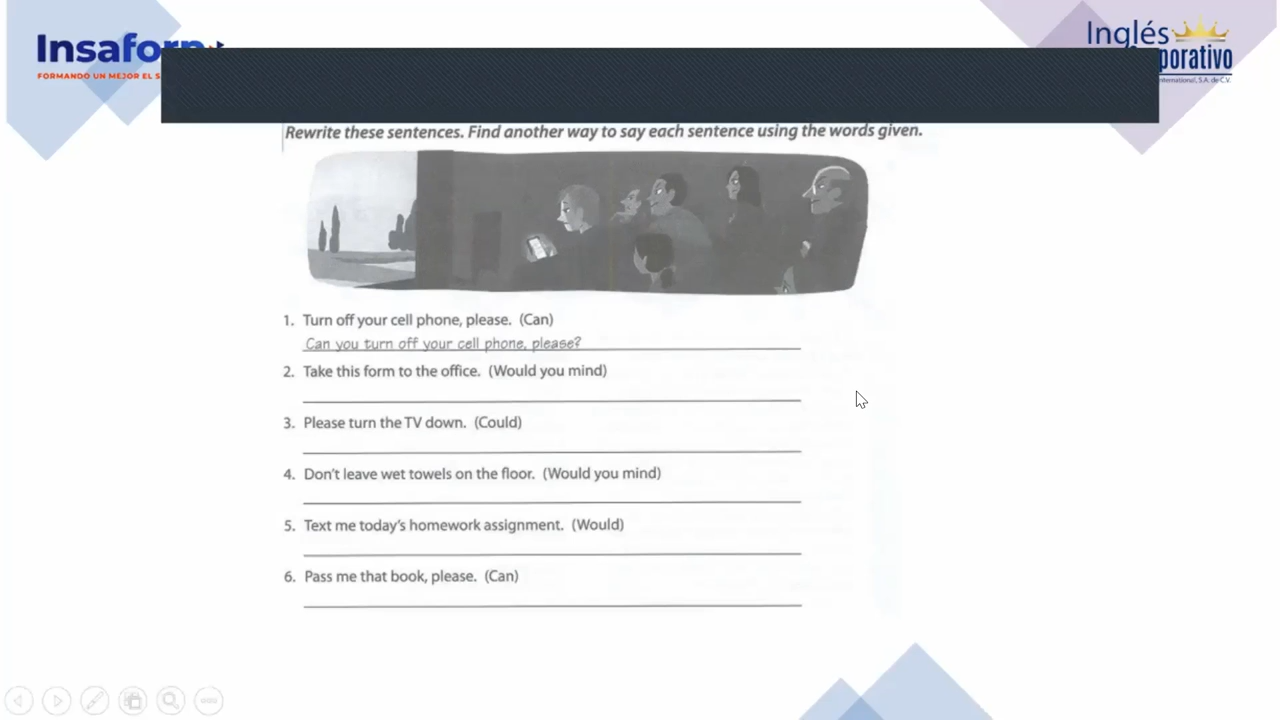 Insaforp
FORMANDO UN MEJOR EL S
Inglés
porativo
nternational, S.A. de C.V.
Rewrite these sentences. Find another way to say each sentence using the words given.
1. Turn off your cell phone, please. (Can)
Can you turn off your cell phone, please?
2. Take this form to the office. (Would you mind)
3. Please turn the TV down. (Could)
4. Don't leave wet towels on the floor. (Would you mind)
5. Text me today's homework assignment. (Would)
6. Pass me that book, please. (Can)